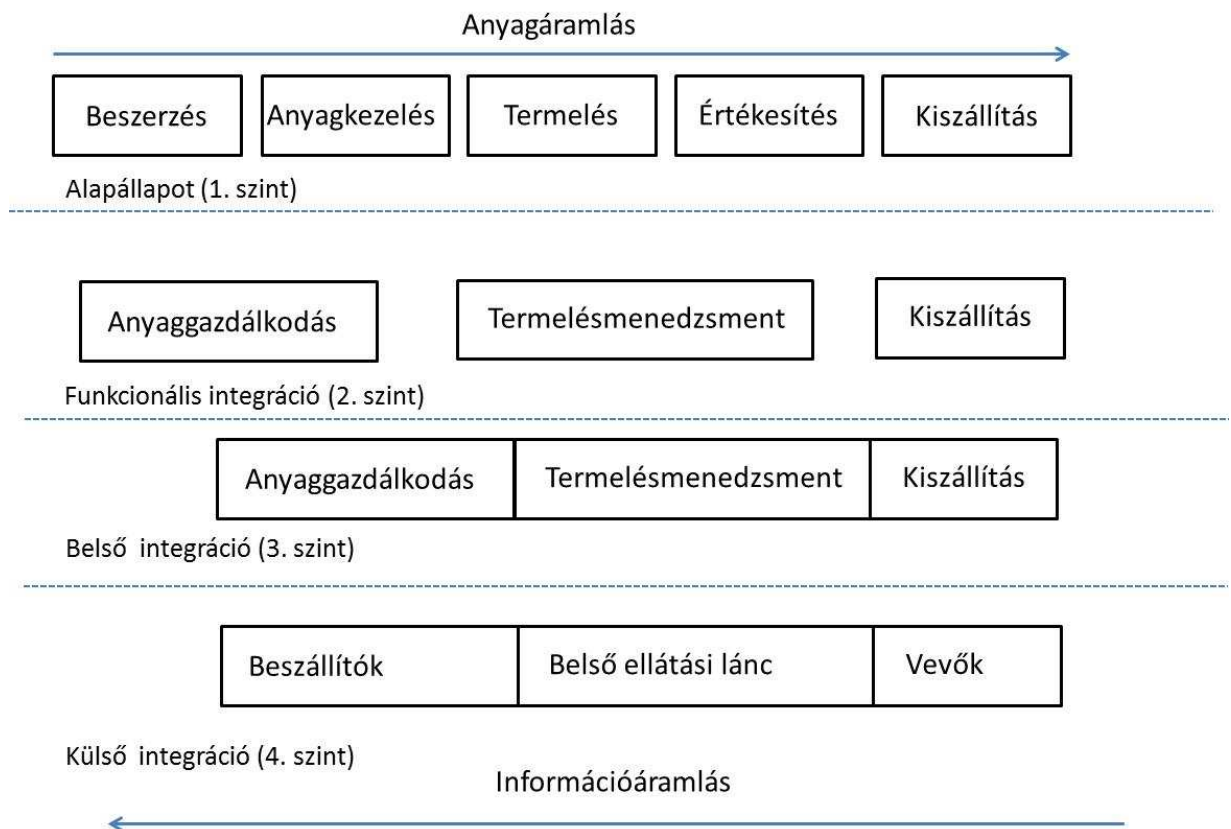 Anyagáramlás
Beszerzés Anyagkezelés Termelés Értékesítés Kiszállítás
Alapállapot (1. szint)
Anyaggazdálkodás Termelésmenedzsment Kiszállítás
Funkcionális integráció (2. szint)
Anyaggazdálkodás Termelésmenedzsment Kiszállítás
Belső integráció (3. szint)
Beszállítók Belső ellátási lánc Vevők
Külső integráció (4. szint)
Információáramlás